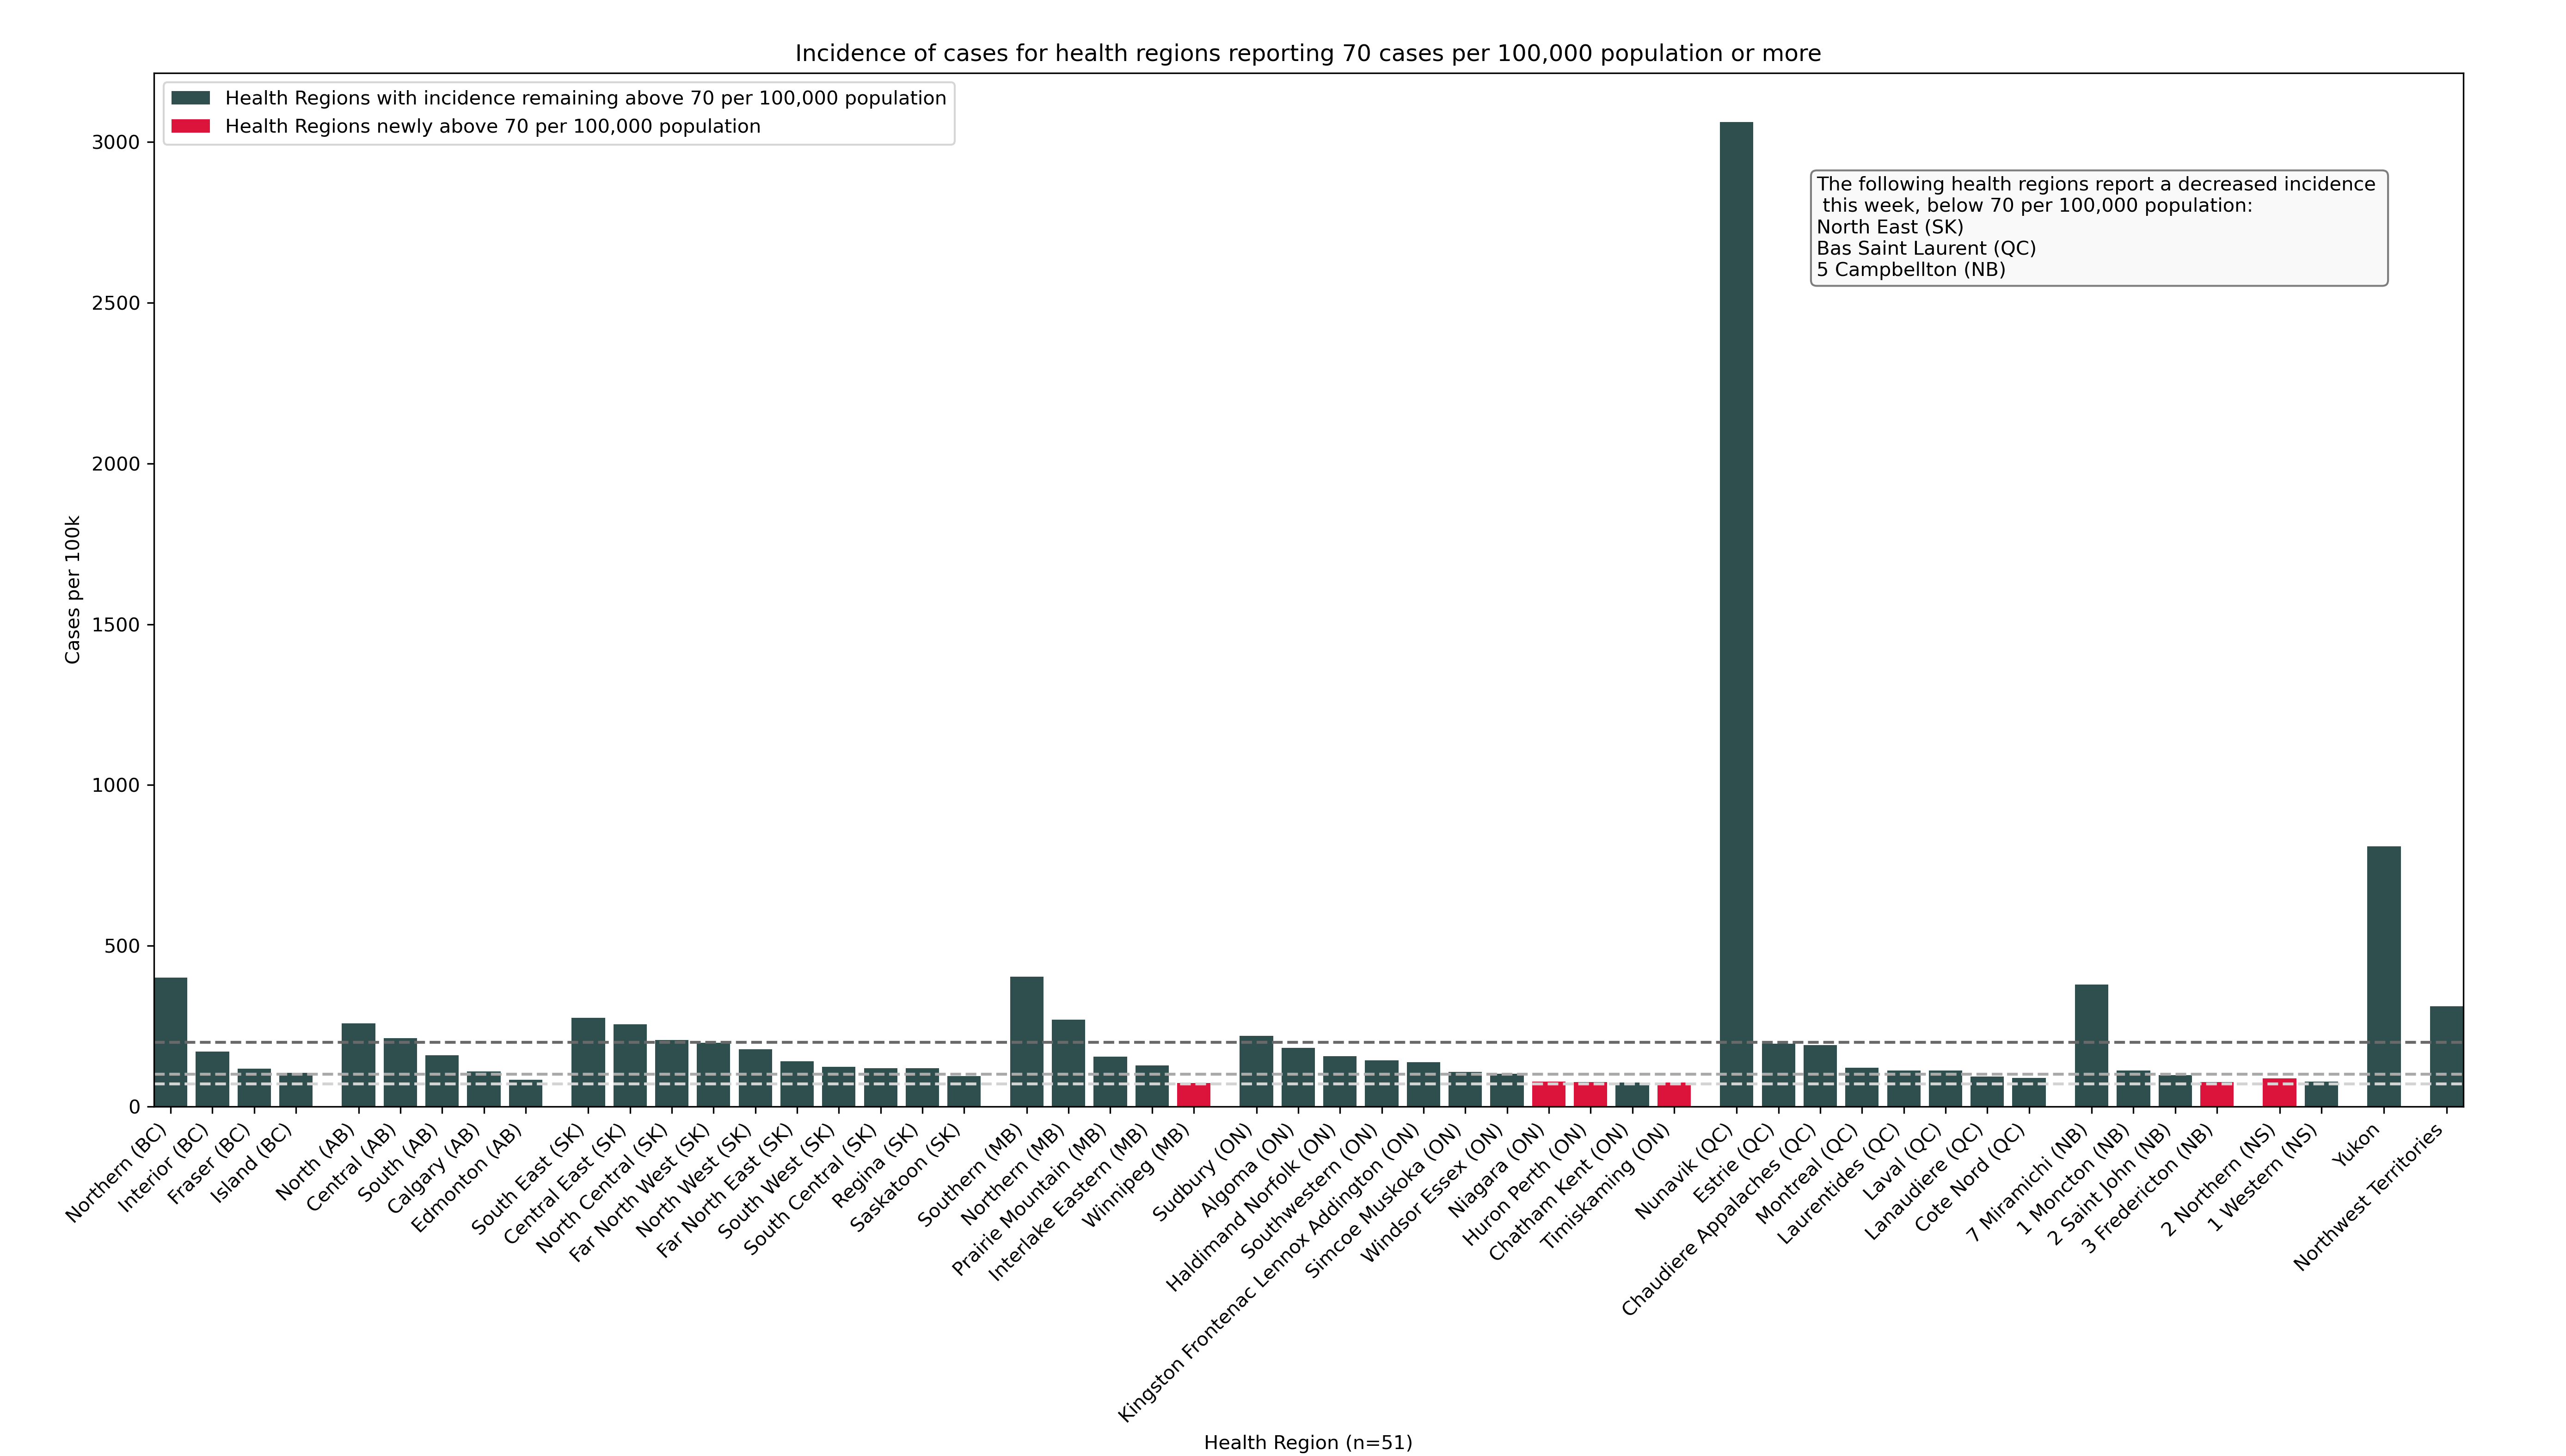 Incidence of cases for health regions reporting 70 cases per 100,000 population or more
Health Regions with incidence remaining above 70 per 100,000 population
Health Regions newly above 70 per 100,000 population
The following health regions report a decreased incidence
this week, below 70 per 100,000 population:
North East (SK)
Bas Saint Laurent (QC)
5 Campbellton (NB)
Cases per 100k
3000
2500
2000
1500
1000
500
0
Northern (BC)
Interior (BC)
Fraser (BC)
Island (BC)
North (AB)
Central (AB)
South (AB)
Calgary (AB)
Edmonton (AB)
South East (SK)
Central East (SK)
North Central (SK)
Far North West (SK)
North West (SK)
Far North East (SK)
South West (SK)
South Central (SK)
Regina (SK)
Saskatoon (SK)
Southern (MB)
Northern (MB)
Prairie Mountain (MB)
Interlake Eastern (MB)
Winnipeg (MB)
Sudbury (ON)
Algoma (ON)
Haldimand Norfolk (ON)
Southwestern (ON)
Kingston Frontenac Lennox Addington (ON)
Simcoe Muskoka (ON)
Windsor Essex (ON)
Niagara (ON)
Huron Perth (ON)
Chatham Kent (ON)
Timiskaming (ON)
Nunavik (QC)
Estrie (QC)
Chaudiere Appalaches (QC)
Montreal (QC)
Laurentides (QC)
Laval (QC)
Lanaudiere (QC)
Cote Nord (QC)
7 Miramichi (NB)
1 Moncton (NB)
2 Saint John (NB)
3 Fredericton (NB)
2 Northern (NS)
1 Western (NS)
Yukon
Northwest Territories
Health Region (n=51)